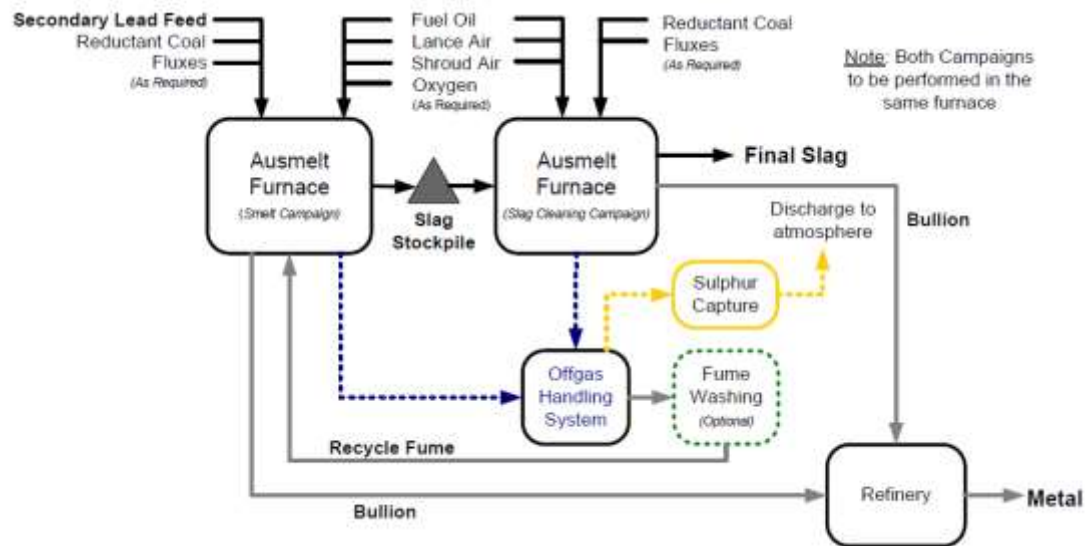 Secondary Lead Feed
Reductant Coal
Fluxes
(As Required)
Fuel Oil
Lance Air
Shroud Air
Oxygen
(As Required)
Reductant Coal
Fluxes
(As Required)
Note: Both Campaigns
to be performed in the
same furnace
Ausmelt
Furnace
(Smelt Campaign)
Slag
Stockpile
Ausmelt
Furnace
(Slag Cleaning Campaign)
Final Slag
Bullion
Discharge to
atmosphere
Sulphur
Capture
Offgas
Handling
System
Fume
Washing
(Optional)
Recycle Fume
Bullion
Refinery
Metal